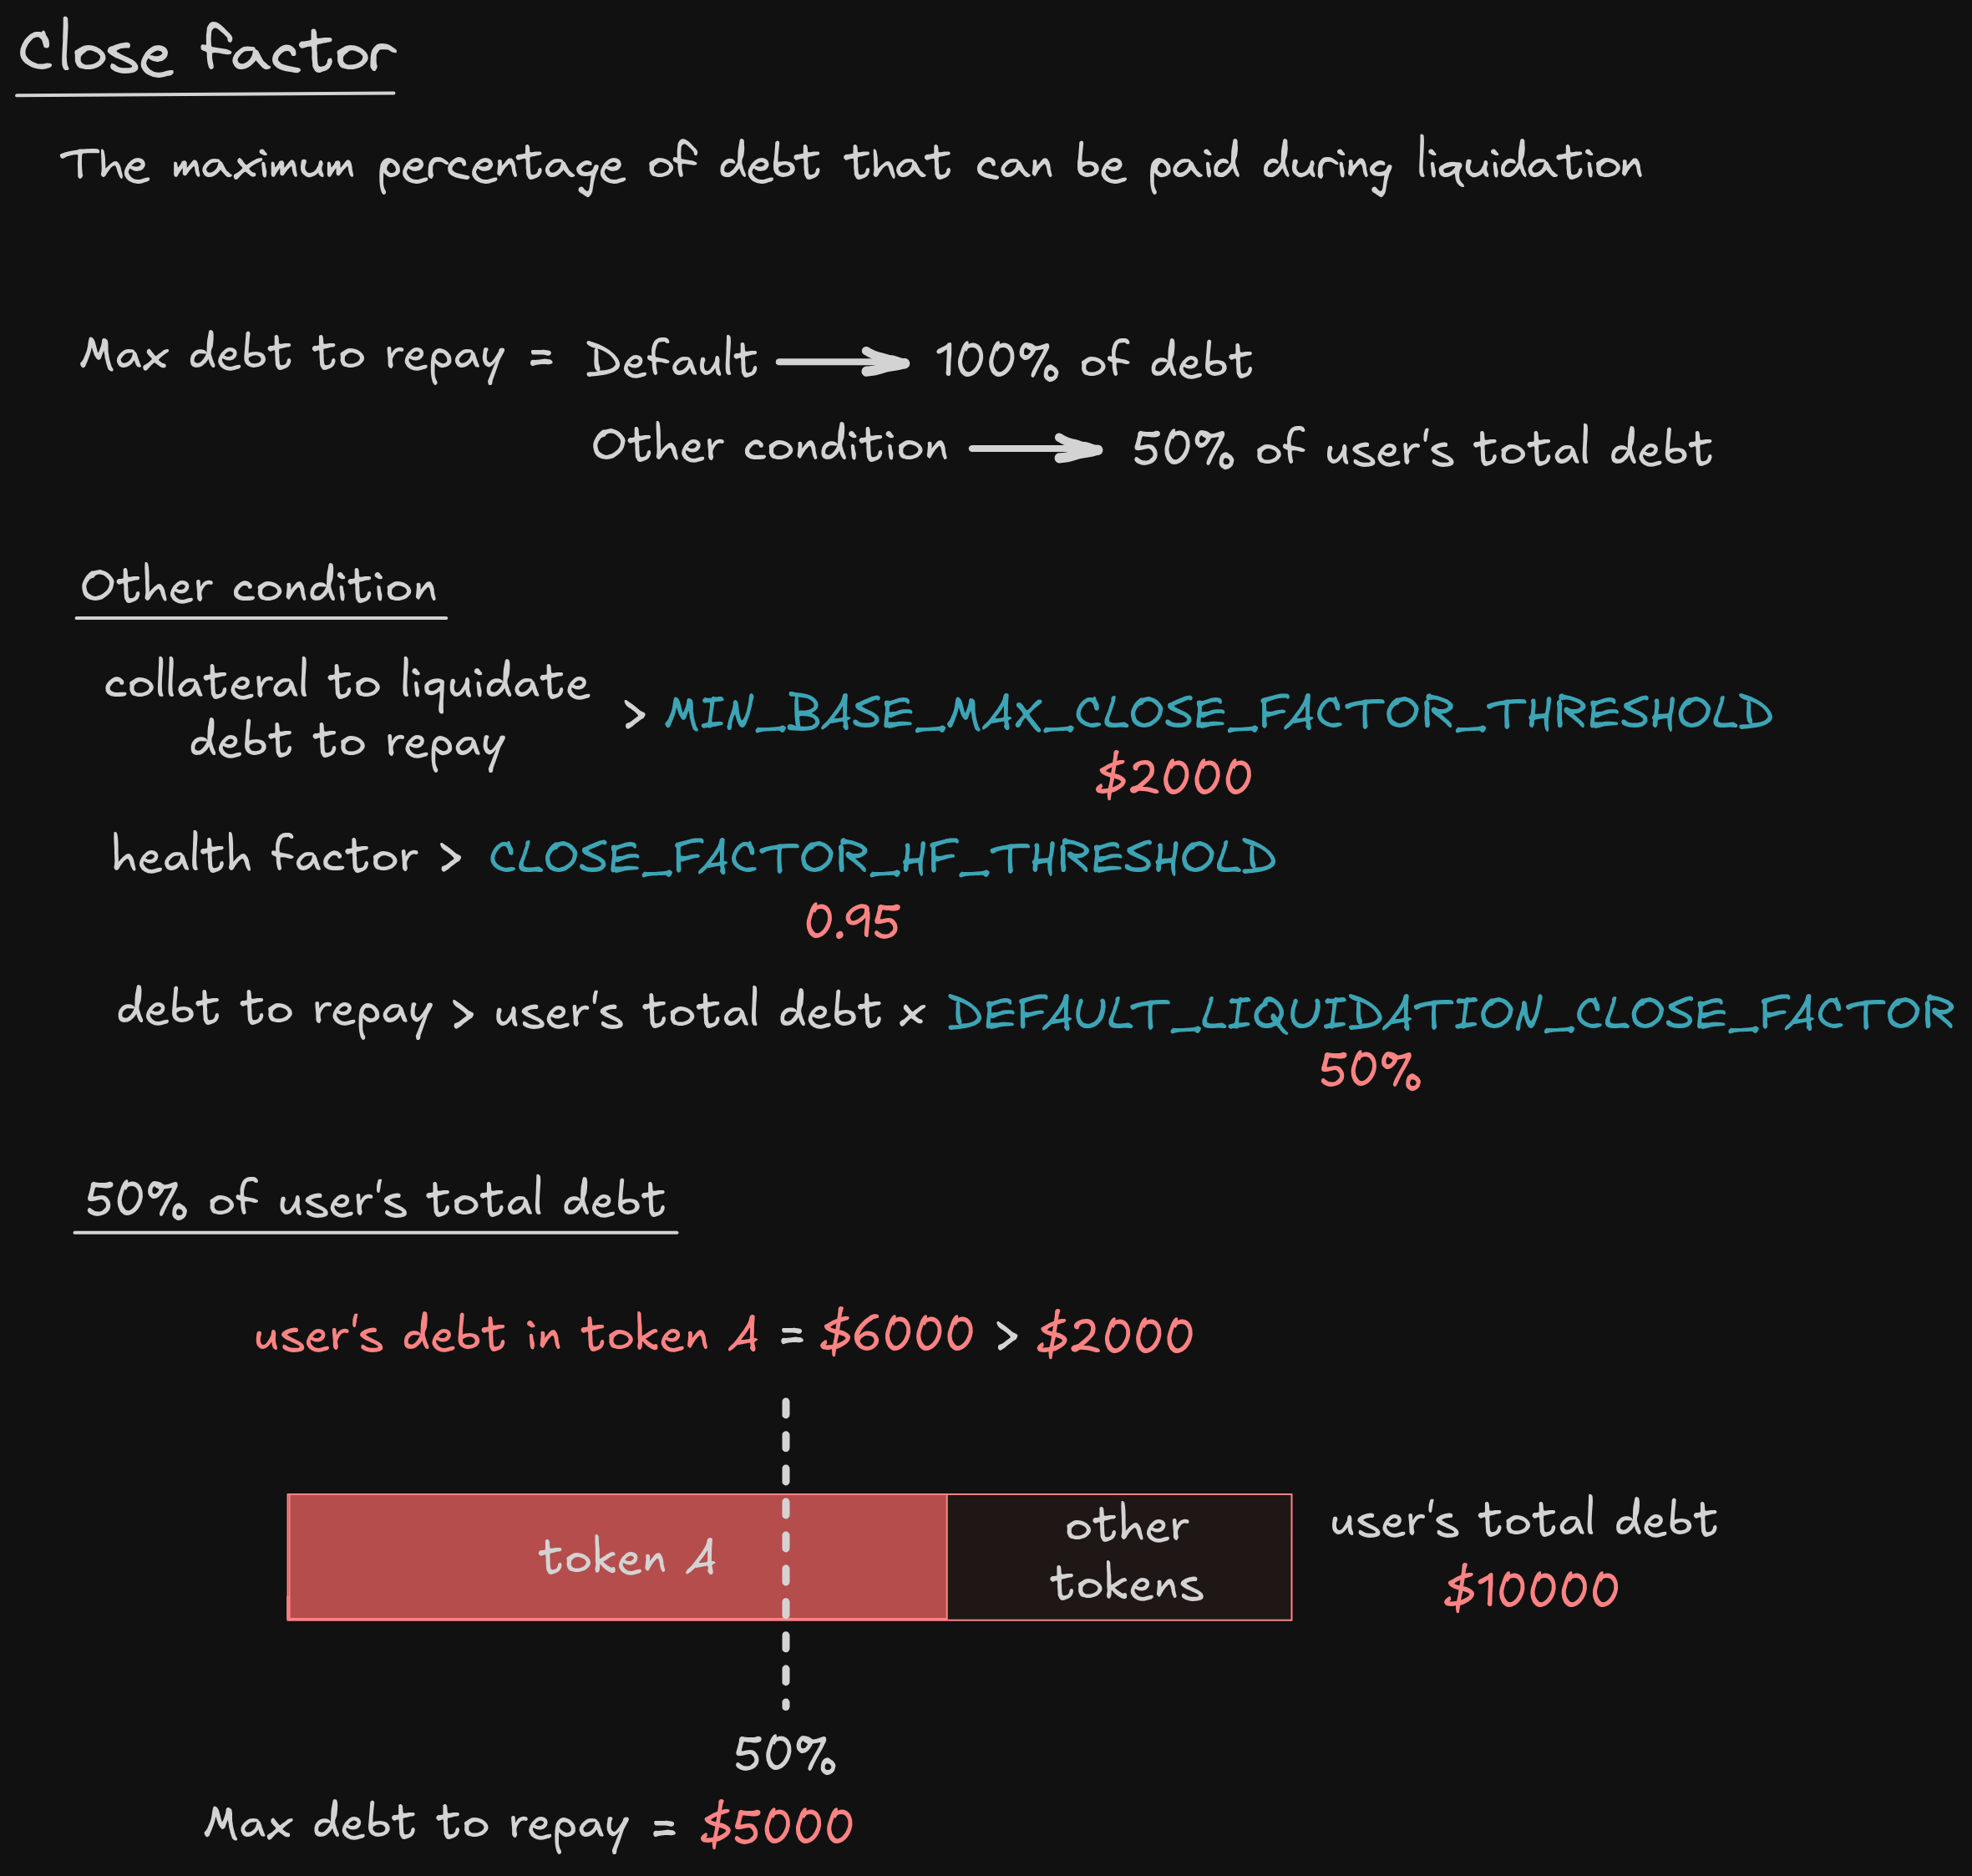 Close factor
The maximum percentage of debt that can be paid during liquidation
Max debt to repay = Default → 100% of debt
Other condition → 50% of user's total debt
Other condition
collateral to liquidate
debt to repay
> MIN_BASE_MAX_CLOSE_FACTOR_THRESHOLD
$2000
health factor > CLOSE_FACTOR_HF_THRESHOLD
0.95
debt to repay > user's total debt x DEFAULT_LIQUIDATION_CLOSE_FACTOR
50%
50% of user's total debt
user's debt in token A = $6000 > $2000
token A
other
tokens
user's total debt
$10000
50%
Max debt to repay = $5000